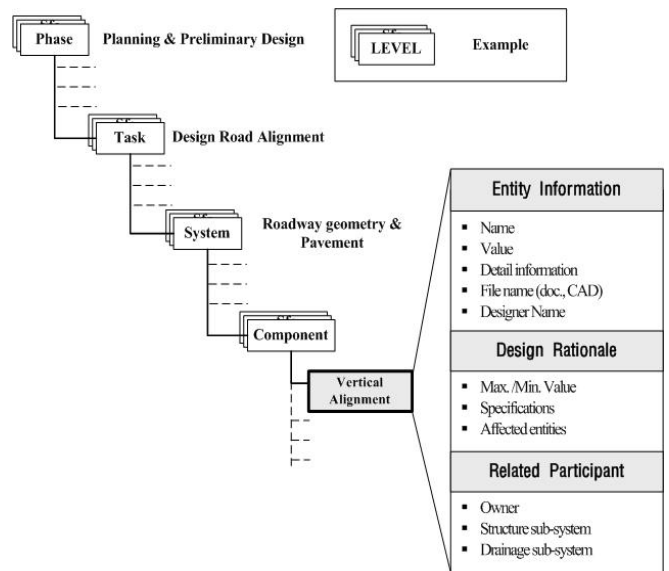 Phase
Planning & Preliminary Design
LEVEL
Example
Task
Design Road Alignment
System
Roadway geometry &
Pavement
Component
Vertical
Alignment
Entity Information
▪ Name
▪ Value
▪ Detail information
▪ File name (doc., CAD)
▪ Designer Name
Design Rationale
▪ Max. /Min. Value
▪ Specifications
▪ Affected entities
Related Participant
▪ Owner
▪ Structure sub-system
▪ Drainage sub-system